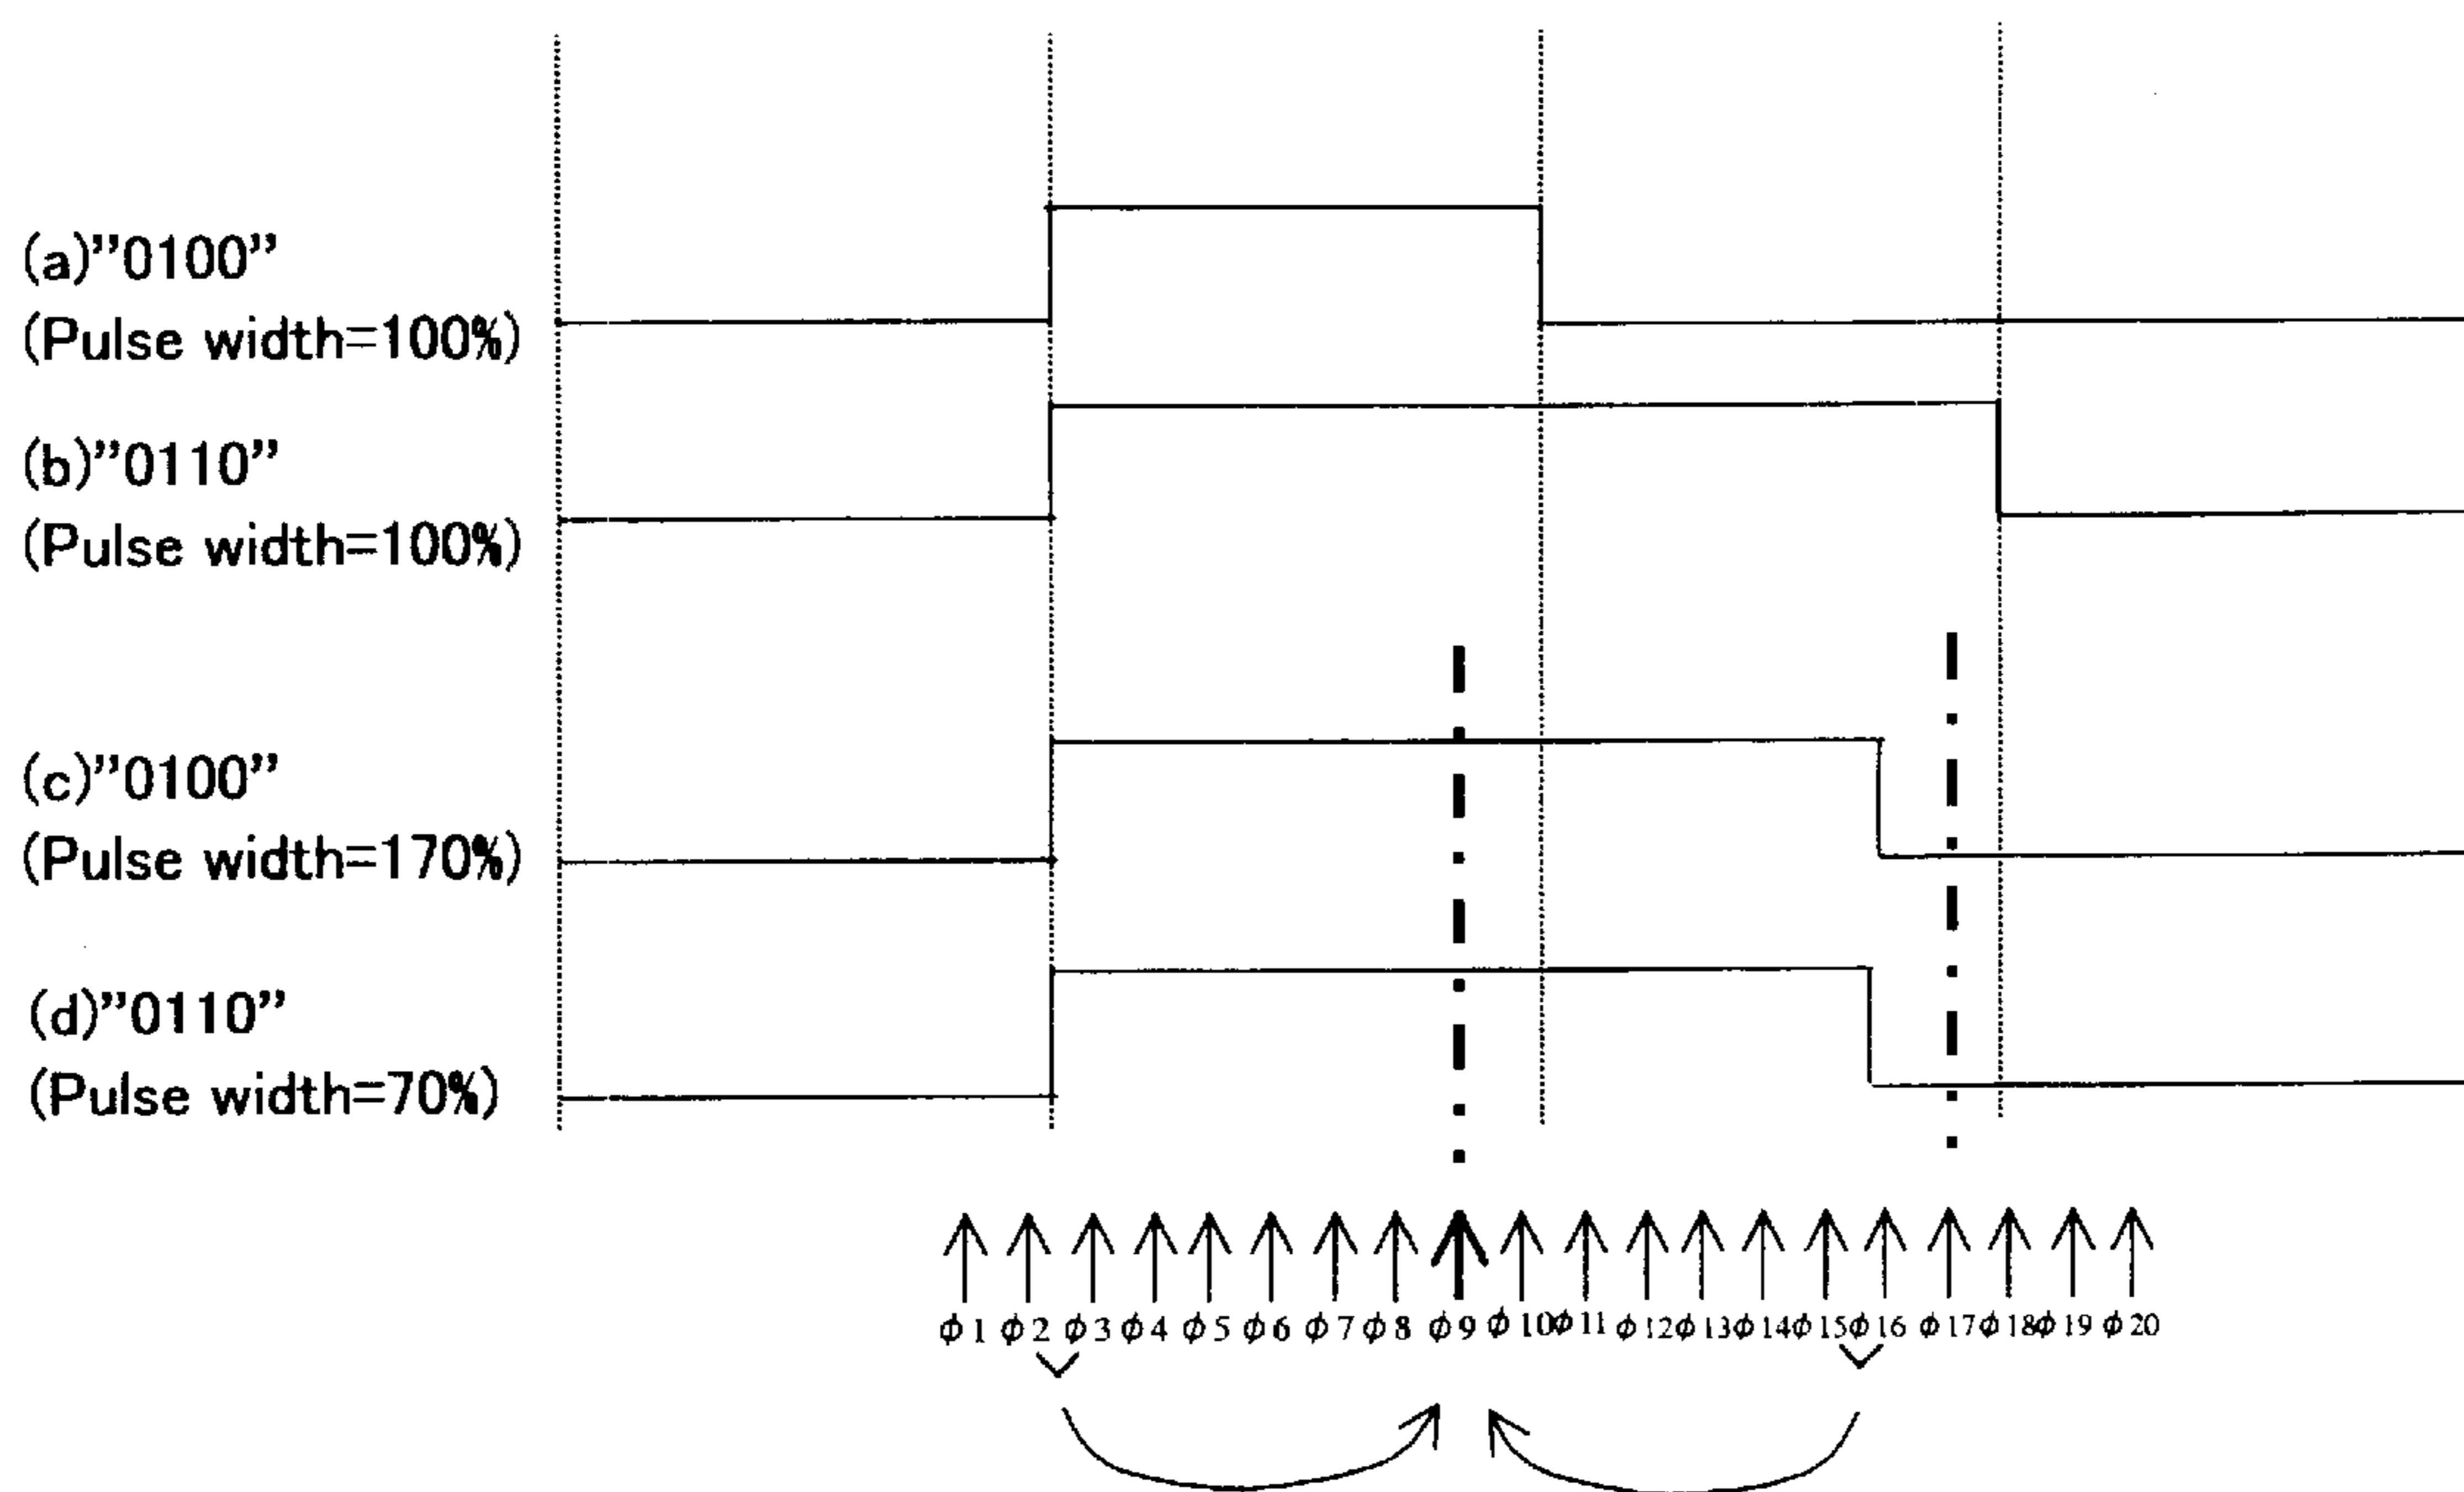 (a)”0100”
(Pulse width=100%)
(b)”0110”
(Pulse width=100%)
(c)”0100”
(Pulse width=170%)
(d)”0110”
(Pulse width=70%)
ϕ1 ϕ2 ϕ3 ϕ4 ϕ5 ϕ6 ϕ7 ϕ8 ϕ9 ϕ10 ϕ11 ϕ12 ϕ13 ϕ14 ϕ15 ϕ16 ϕ17 ϕ18 ϕ19 ϕ20